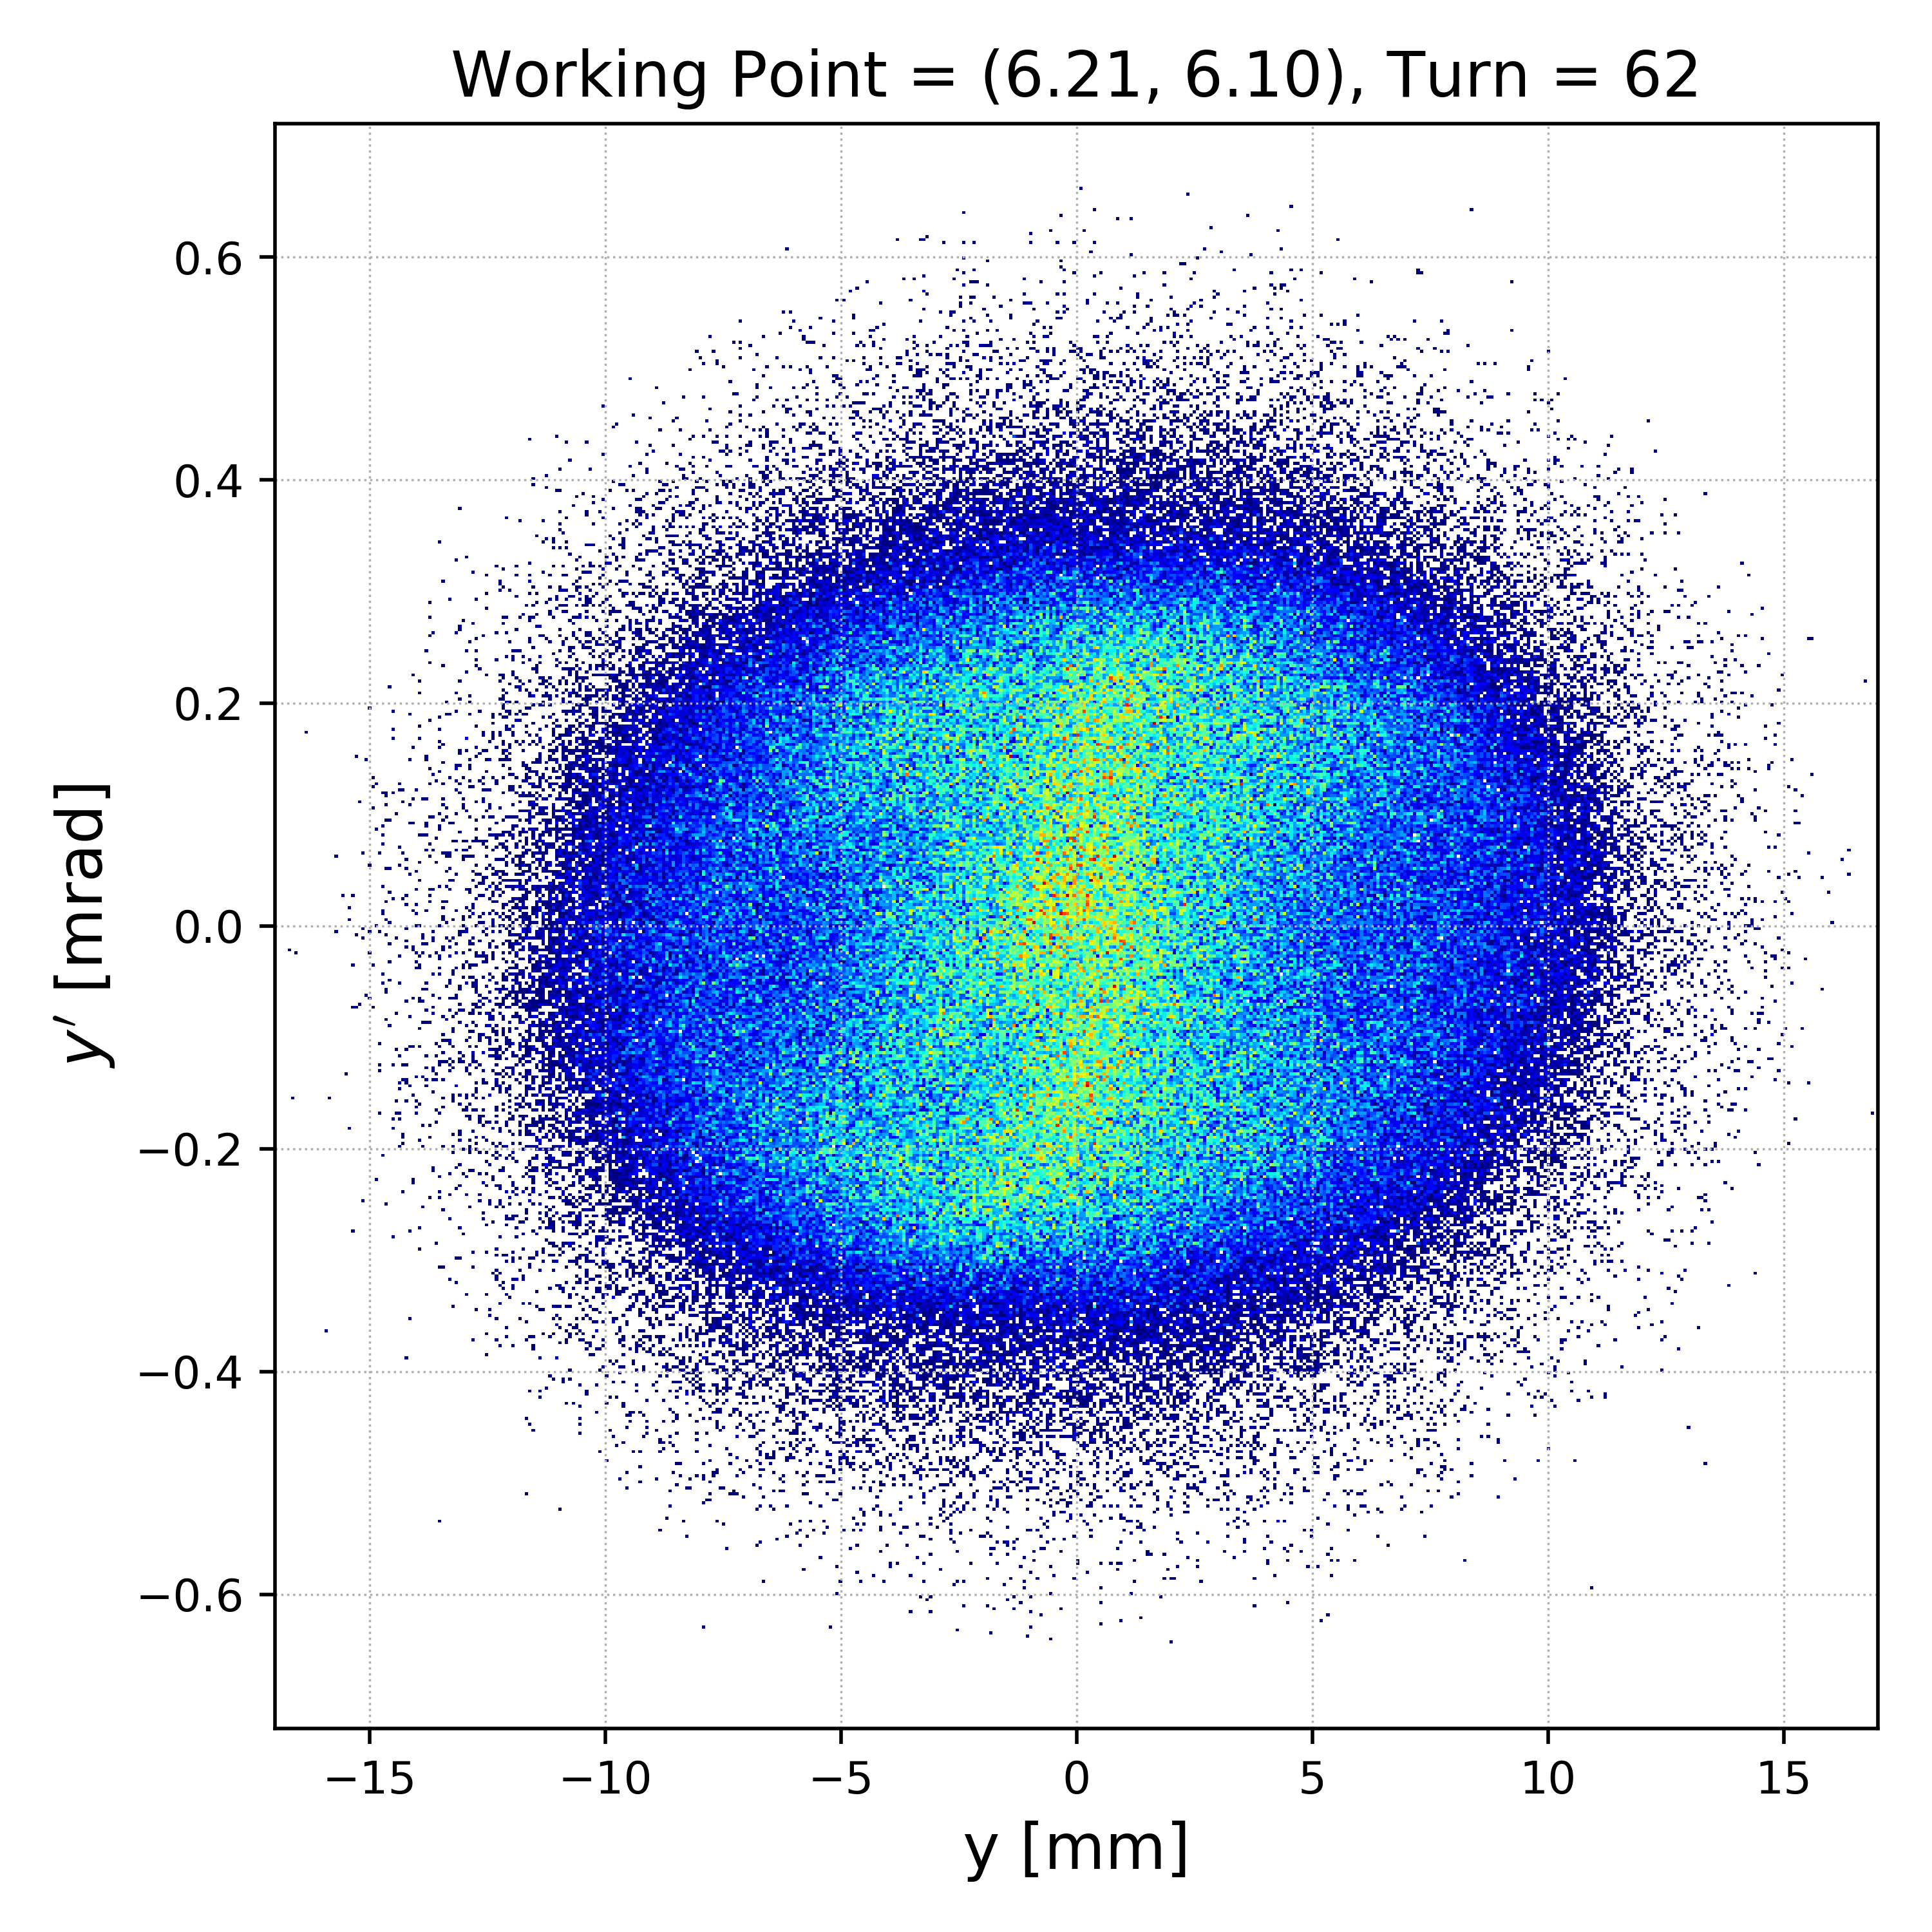 Working Point = (6.21, 6.10), Turn = 62
0.6
0.4
0.2
0.0
−0.2
−0.4
−0.6
y′ [mrad]
−15 −10 −5 0 5 10 15
y [mm]